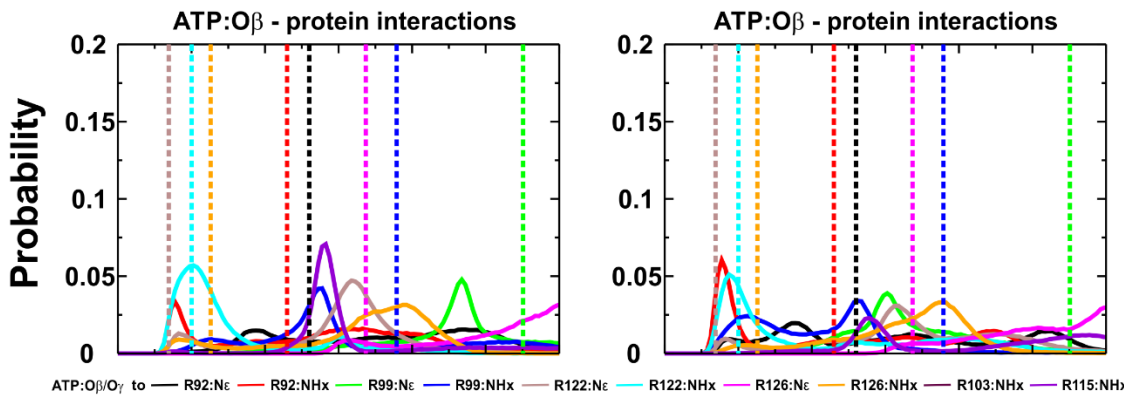 ATP:Oβ - protein interactions ATP:Oβ - protein interactions
0.2 0.2
0.15 0.15
0.1 0.1
0.05 0.05
0 0
Probability
ATP:Oβ/Oγ to R92:Nε R92:NHx R99:Nε R99:NHx R122:Nε R122:NHx R126:Nε R126:NHx R103:NHx R115:NHx